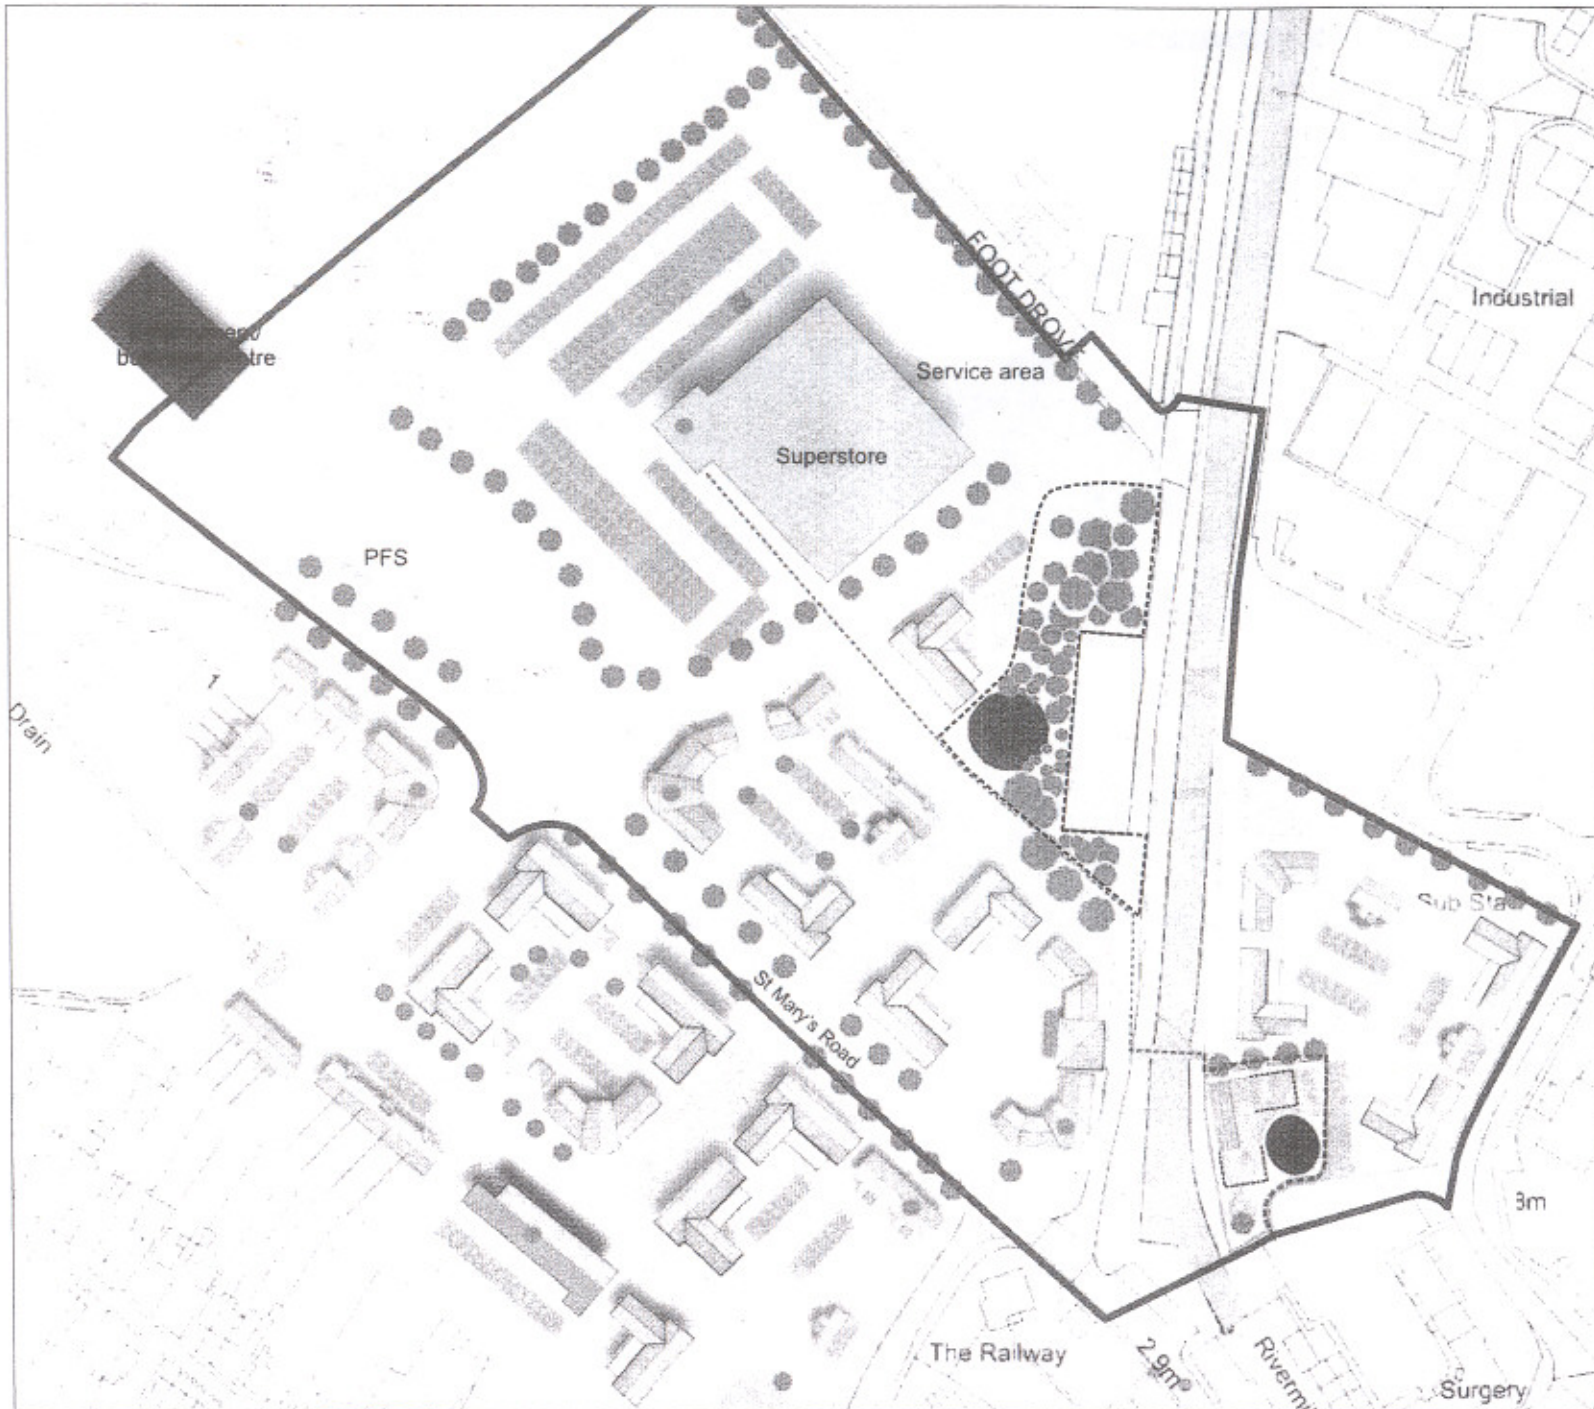 FOOT DROVE
Industrial
Service area
Superstore
PFS
Drain
1
Sub Sta
St Mary's Road
3m
The Railway
2.9m
Surgery